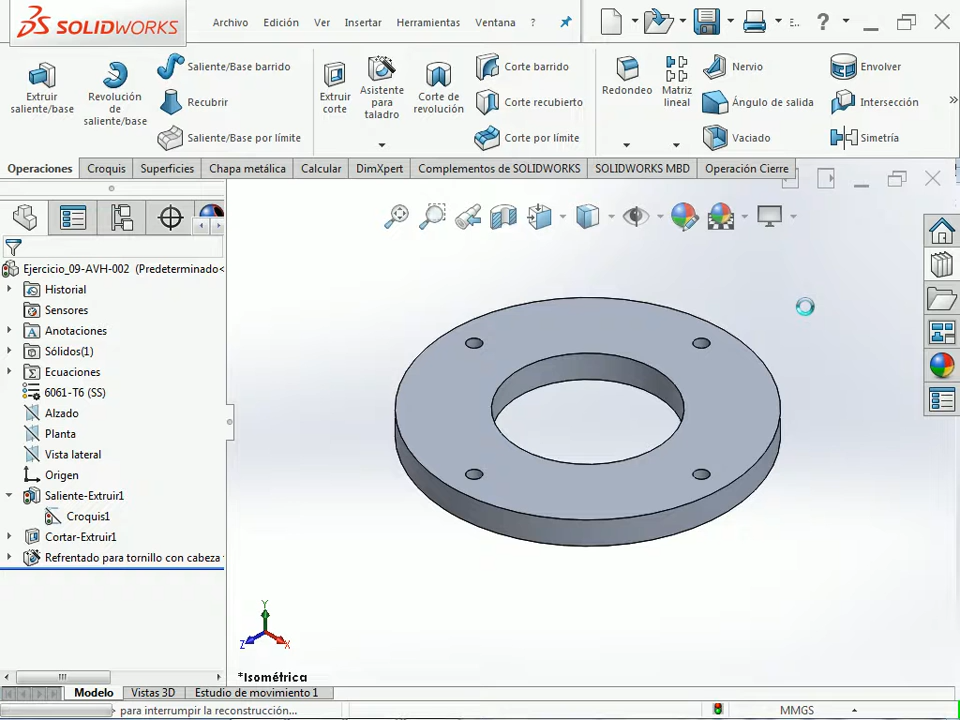 SOLIDWORKS
Archivo Edición Ver Insertar Herramientas Ventana ? E..
Extruir saliente/base
Revolución de saliente/base
Saliente/Base barrido
Recubrir
Saliente/Base por límite
Extruir corte
Asistente para taladro
Corte de revolución
Corte barrido
Corte recubierto
Corte por límite
Redondeo
Matriz lineal
Nervio
Ángulo de salida
Vaciado
Envolver
Intersección
Simetría
Operaciones Croquis Superficies Chapa metálica Calcular DimXpert Complementos de SOLIDWORKS SOLIDWORKS MBD Operación Cierre
Ejercicio_09-AVH-002 (Predeterminado<
Historial
Sensores
Anotaciones
Sólidos(1)
Ecuaciones
6061-T6 (SS)
Alzado
Planta
Vista lateral
Origen
Saliente-Extruir1
Croquis1
Cortar-Extruir1
Refrentado para tornillo con cabeza
Y
Z
X
*Isométrica
Modelo Vistas 3D Estudio de movimiento 1
para interrumpir la reconstrucción... MMGS